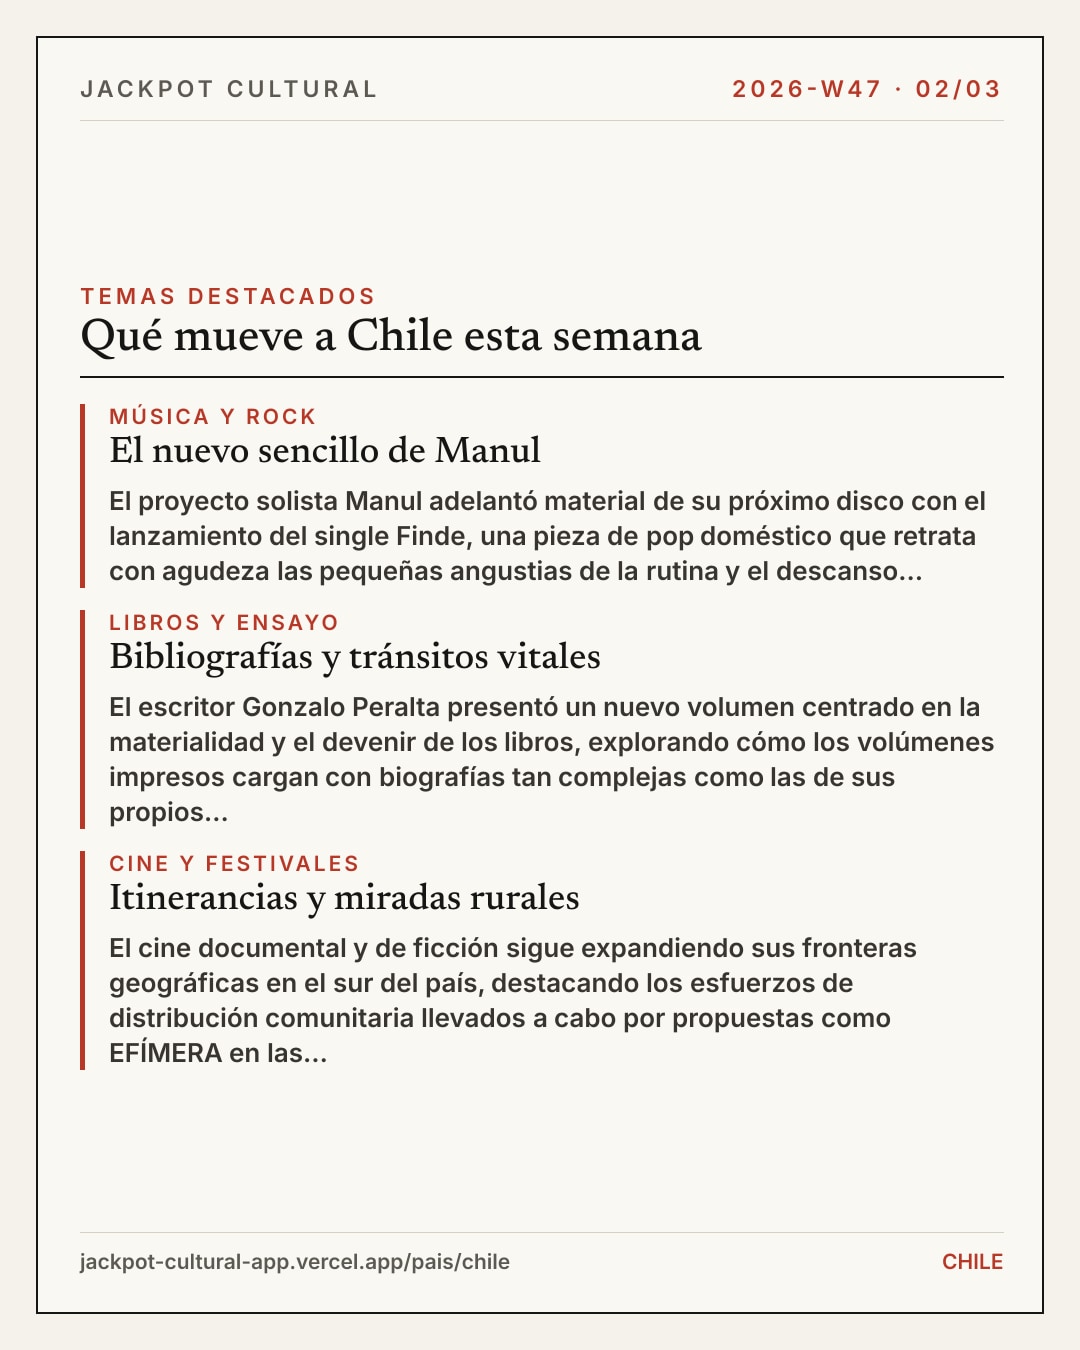 JACKPOT CULTURAL
2026-W47 · 02/03
TEMAS DESTACADOS
Qué mueve a Chile esta semana
MÚSICA Y ROCK
El nuevo sencillo de Manul
El proyecto solista Manul adelantó material de su próximo disco con el
lanzamiento del single Finde, una pieza de pop doméstico que retrata
con agudeza las pequeñas angustias de la rutina y el descanso...
LIBROS Y ENSAYO
Bibliografías y tránsitos vitales
El escritor Gonzalo Peralta presentó un nuevo volumen centrado en la
materialidad y el devenir de los libros, explorando cómo los volúmenes
impresos cargan con biografías tan complejas como las de sus
propios...
CINE Y FESTIVALES
Itinerancias y miradas rurales
El cine documental y de ficción sigue expandiendo sus fronteras
geográficas en el sur del país, destacando los esfuerzos de
distribución comunitaria llevados a cabo por propuestas como
EFÍMERA en las...
jackpot-cultural-app.vercel.app/pais/chile
CHILE